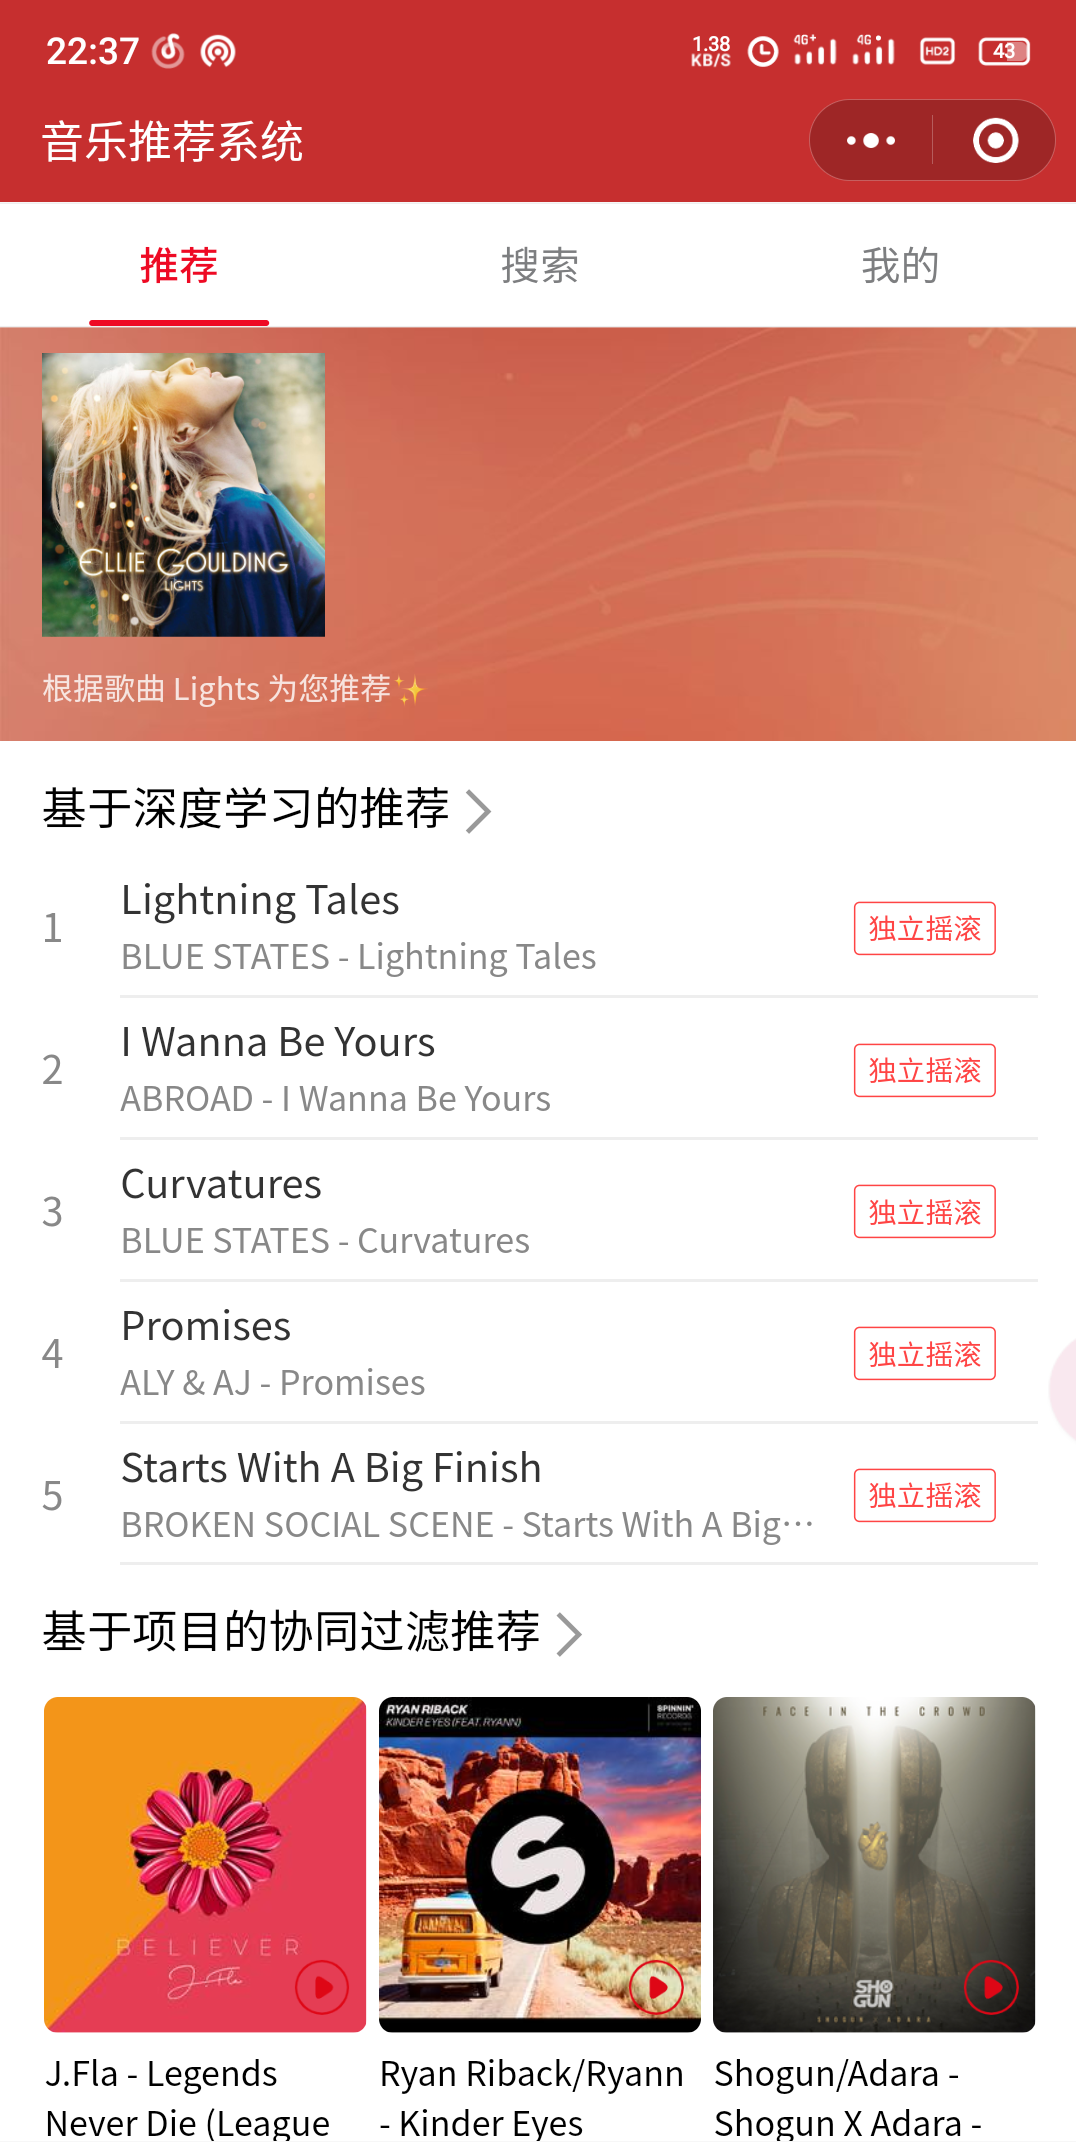 22:37
1.38
KB/S
4G+
4G
HD2
43
音乐推荐系统
推荐
搜索
我的
ELLIE GOULDING
LIGHTS
根据歌曲 Lights 为您推荐✨
基于深度学习的推荐
1
Lightning Tales
BLUE STATES - Lightning Tales
独立摇滚
2
I Wanna Be Yours
ABROAD - I Wanna Be Yours
独立摇滚
3
Curvatures
BLUE STATES - Curvatures
独立摇滚
4
Promises
ALY & AJ - Promises
独立摇滚
5
Starts With A Big Finish
BROKEN SOCIAL SCENE - Starts With A Big…
独立摇滚
基于项目的协同过滤推荐
BELIEVER
J.Fla
RYAN RIBACK
KINDER EYES (FEAT. RYANN)
SPINNIN'
RECORDS
FACE IN THE CROWD
SHO
GUN
SHOGUN ADARA
J.Fla - Legends
Never Die (League
Ryan Riback/Ryann
- Kinder Eyes
Shogun/Adara -
Shogun X Adara -